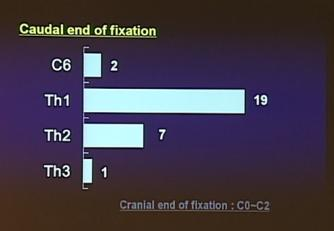 Caudal end of fixation
C6 2
Th1 19
Th2 7
Th3 1
Cranial end of fixation : C0~C2